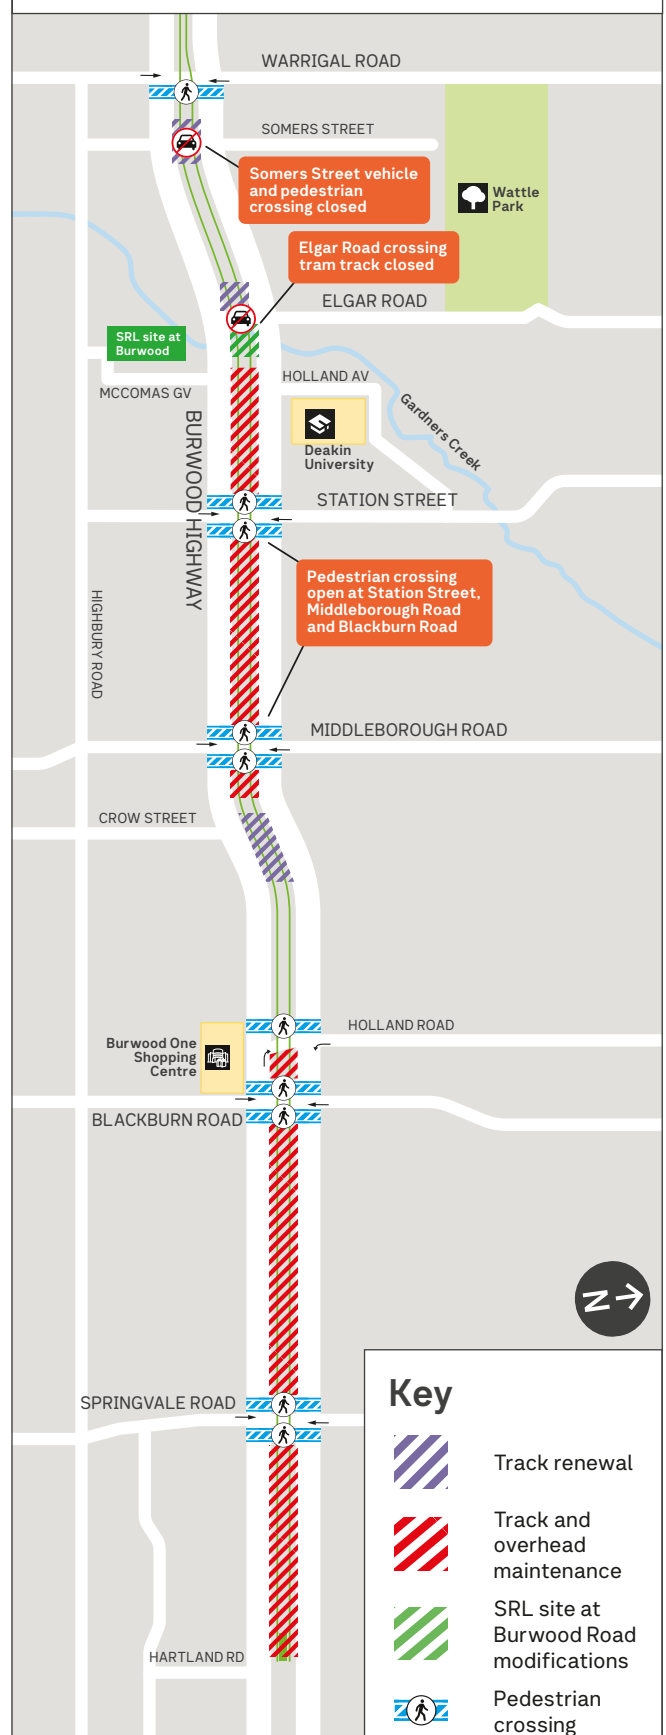 WARRIGAL ROAD
SOMERS STREET
Somers Street vehicle
and pedestrian
crossing closed
Wattle
Park
Elgar Road crossing
tram track closed
ELGAR ROAD
SRL site at
Burwood
HOLLAND AV
MCCOMAS GV
Gardners Creek
BURWOOD HIGHWAY
Deakin
University
STATION STREET
Pedestrian crossing
open at Station Street,
Middleborough Road
and Blackburn Road
HIGHBURY ROAD
MIDDLEBOROUGH ROAD
CROW STREET
HOLLAND ROAD
Burwood One
Shopping
Centre
BLACKBURN ROAD
N
SPRINGVALE ROAD
HARTLAND RD
Key
Track renewal
Track and
overhead
maintenance
SRL site at
Burwood Road
modifications
Pedestrian
crossing